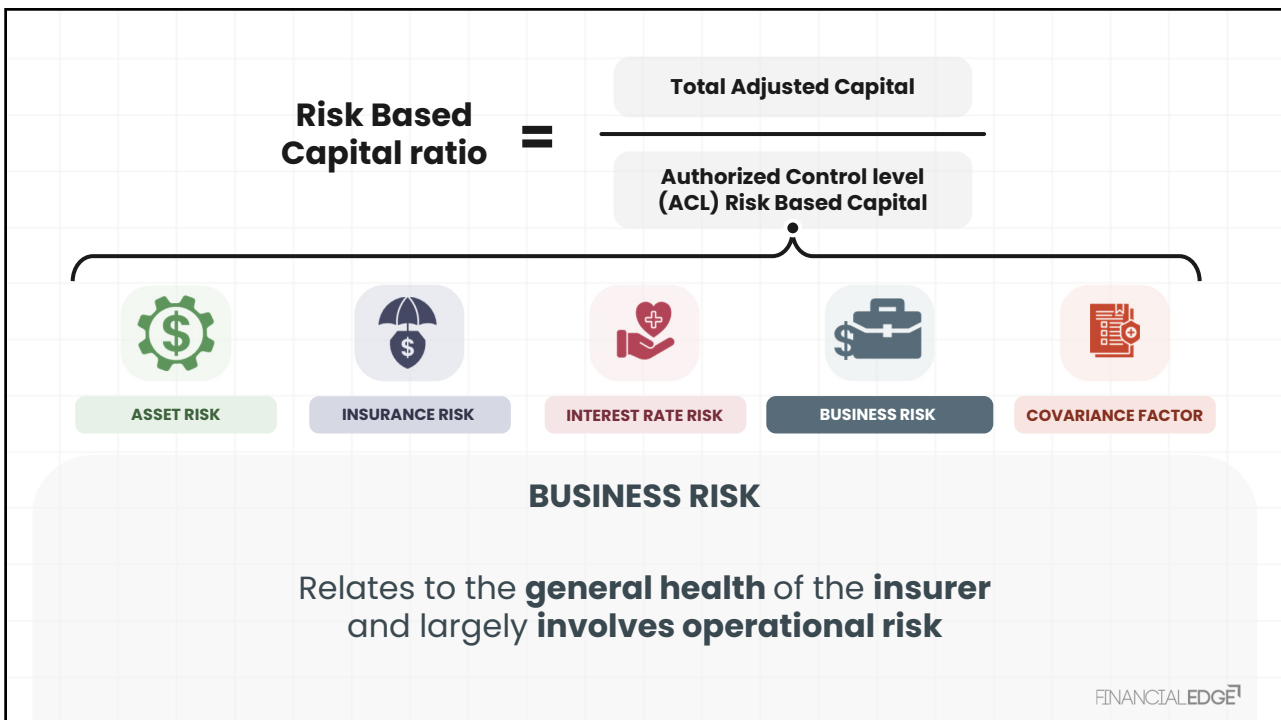 Risk Based
Capital ratio
=
Total Adjusted Capital
Authorized Control level
(ACL) Risk Based Capital
$
$
$
ASSET RISK
INSURANCE RISK
INTEREST RATE RISK
BUSINESS RISK
COVARIANCE FACTOR
BUSINESS RISK
Relates to the general health of the insurer
and largely involves operational risk
FINANCIALEDGE